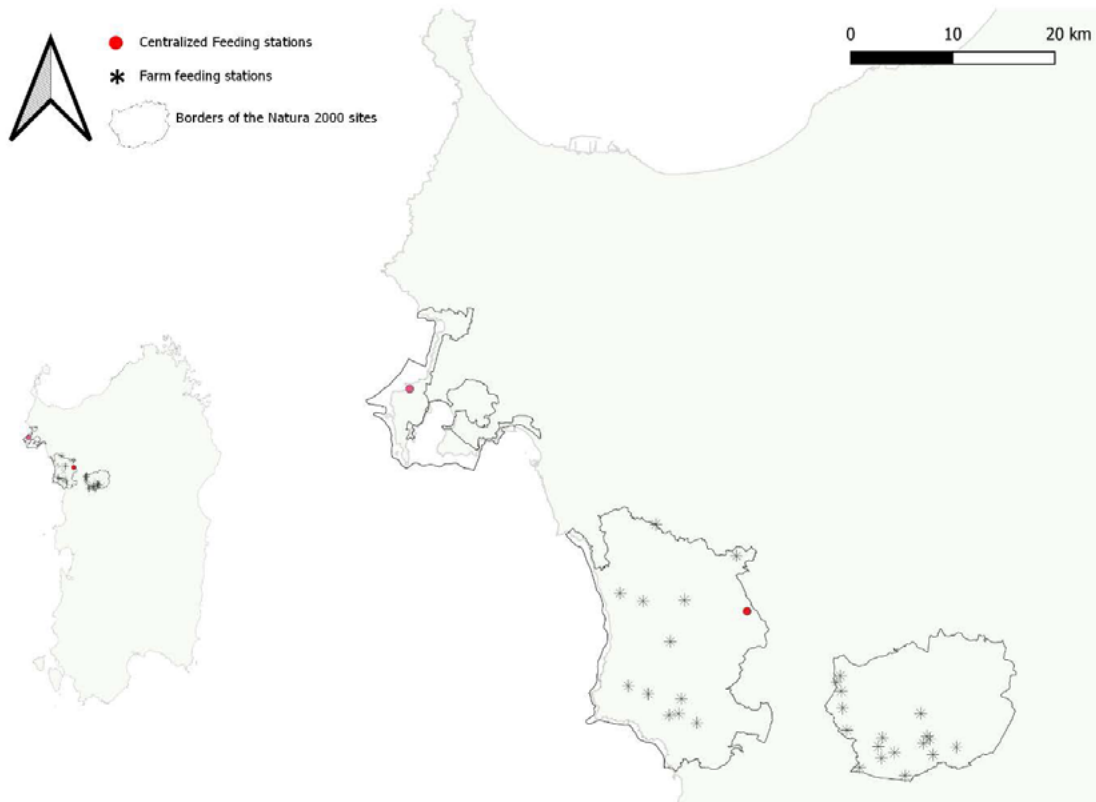 Centralized Feeding stations
Farm feeding stations
Borders of the Natura 2000 sites
0 10 20 km